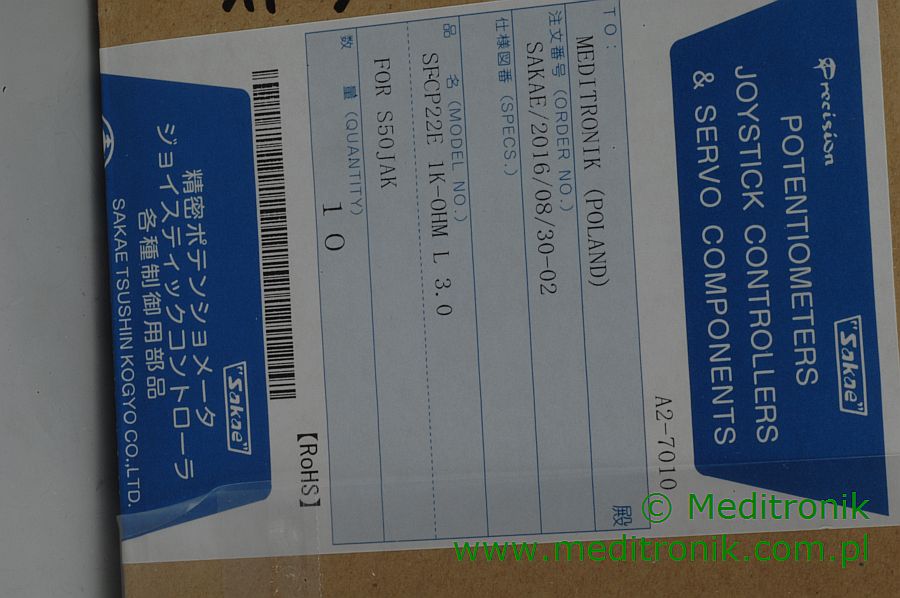 Precision
POTENTIOMETERS
JOYSTICK CONTROLLERS
& SERVO COMPONENTS
"Sakae"
A2-7010
TO:
MEDITRONIK (POLAND)
殿
注文番号 (ORDER NO.)
SAKAE/2016/08/30-02
仕様図番 (SPECS.)
品 名 (MODEL NO.)
SFCP22E 1K-OHM L 3.0
FOR S50JAK
数 量 (QUANTITY)
10
【RoHS】
"Sakae"
精密ポテンショメータ
ジョイスティックコントローラ
各種制御用部品
SAKAE TSUSHIN KOGYO CO.,LTD.
© Meditronik
www.meditronik.com.pl